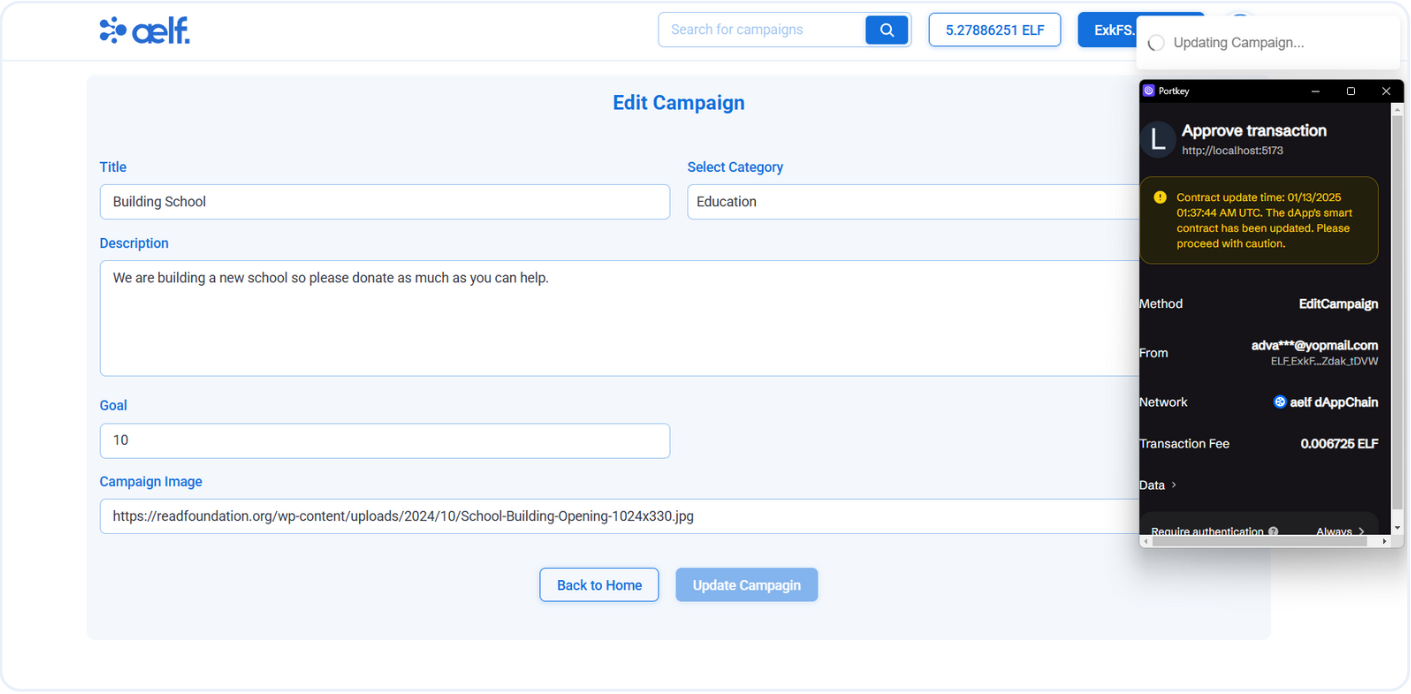 aelf.
Search for campaigns
5.27886251 ELF
ExkFS.
Updating Campaign...
Edit Campaign
Title
Select Category
Building School
Education
Description
We are building a new school so please donate as much as you can help.
Goal
10
Campaign Image
https://readfoundation.org/wp-content/uploads/2024/10/School-Building-Opening-1024x330.jpg
Back to Home
Update Campagin
Portkey
L
Approve transaction
http://localhost:5173
Contract update time: 01/13/2025
01:37:44 AM UTC. The dApp's smart
contract has been updated. Please
proceed with caution.
Method
EditCampaign
From
adva***@yopmail.com
ELF_ExkF...Zdak_tDVW
Network
aelf dAppChain
Transaction Fee
0.006725 ELF
Data
Require authentication
Always